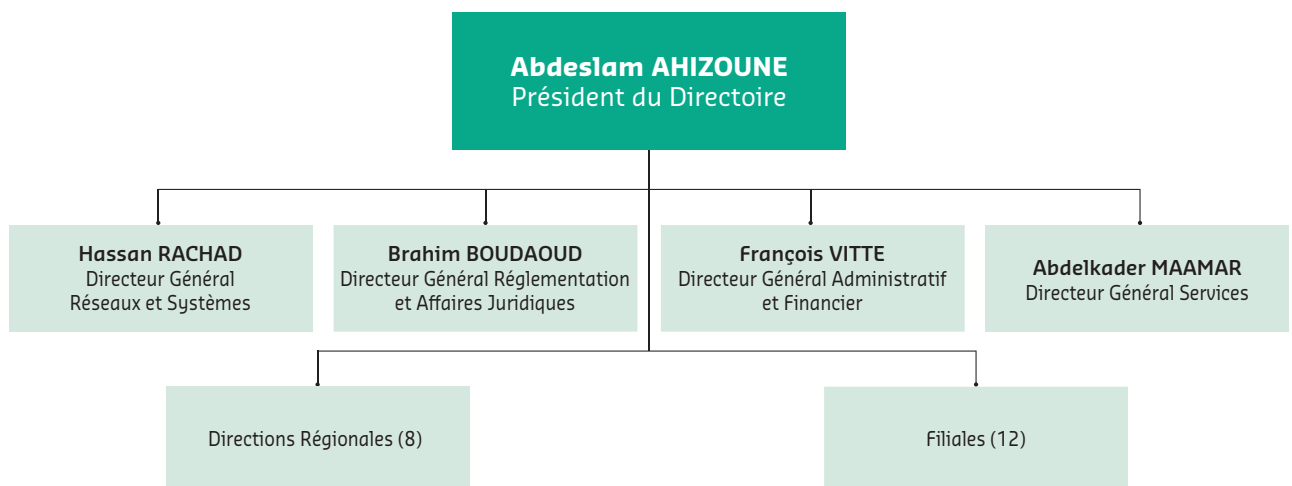 Abdeslam AHIZOUNE
Président du Directoire
Hassan RACHAD
Directeur Général
Réseaux et Systèmes
Brahim BOUDAOUD
Directeur Général Réglementation
et Affaires Juridiques
François VITTE
Directeur Général Administratif
et Financier
Abdelkader MAAMAR
Directeur Général Services
Directions Régionales (8)
Filiales (12)